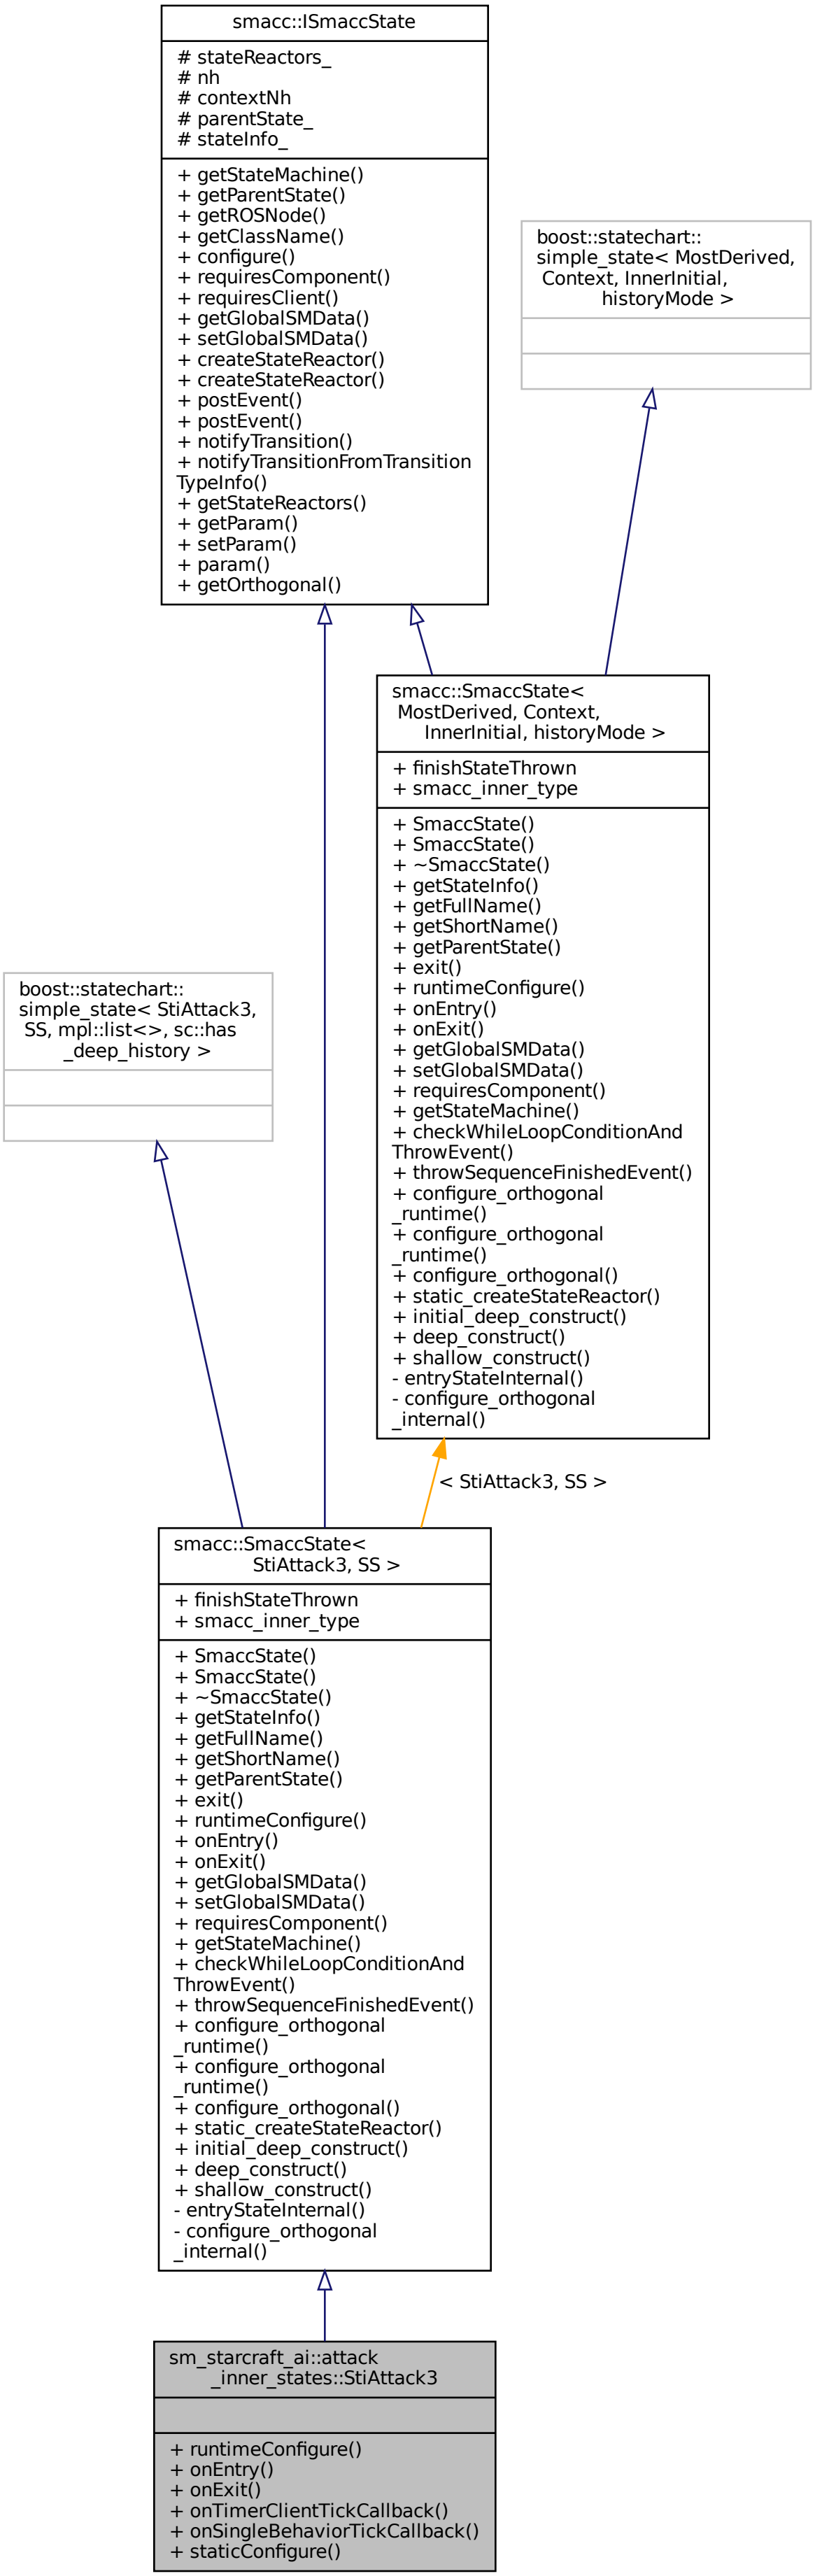 smacc::ISmaccState
# stateReactors_
# nh
# contextNh
# parentState_
# stateInfo_
+ getStateMachine()
+ getParentState()
+ getROSNode()
+ getClassName()
+ configure()
+ requiresComponent()
+ requiresClient()
+ getGlobalSMData()
+ setGlobalSMData()
+ createStateReactor()
+ createStateReactor()
+ postEvent()
+ postEvent()
+ notifyTransition()
+ notifyTransitionFromTransition
TypeInfo()
+ getStateReactors()
+ getParam()
+ setParam()
+ param()
+ getOrthogonal()
boost::statechart::
simple_state< MostDerived,
Context, InnerInitial,
historyMode >
smacc::SmaccState<
MostDerived, Context,
InnerInitial, historyMode >
+ finishStateThrown
+ smacc_inner_type
+ SmaccState()
+ SmaccState()
+ ~SmaccState()
+ getStateInfo()
+ getFullName()
+ getShortName()
+ getParentState()
+ exit()
+ runtimeConfigure()
+ onEntry()
+ onExit()
+ getGlobalSMData()
+ setGlobalSMData()
+ requiresComponent()
+ getStateMachine()
+ checkWhileLoopConditionAnd
ThrowEvent()
+ throwSequenceFinishedEvent()
+ configure_orthogonal
_runtime()
+ configure_orthogonal
_runtime()
+ configure_orthogonal()
+ static_createStateReactor()
+ initial_deep_construct()
+ deep_construct()
+ shallow_construct()
- entryStateInternal()
- configure_orthogonal
_internal()
boost::statechart::
simple_state< StiAttack3,
SS, mpl::list<>, sc::has
_deep_history >
< StiAttack3, SS >
smacc::SmaccState<
StiAttack3, SS >
+ finishStateThrown
+ smacc_inner_type
+ SmaccState()
+ SmaccState()
+ ~SmaccState()
+ getStateInfo()
+ getFullName()
+ getShortName()
+ getParentState()
+ exit()
+ runtimeConfigure()
+ onEntry()
+ onExit()
+ getGlobalSMData()
+ setGlobalSMData()
+ requiresComponent()
+ getStateMachine()
+ checkWhileLoopConditionAnd
ThrowEvent()
+ throwSequenceFinishedEvent()
+ configure_orthogonal
_runtime()
+ configure_orthogonal
_runtime()
+ configure_orthogonal()
+ static_createStateReactor()
+ initial_deep_construct()
+ deep_construct()
+ shallow_construct()
- entryStateInternal()
- configure_orthogonal
_internal()
sm_starcraft_ai::attack
_inner_states::StiAttack3
+ runtimeConfigure()
+ onEntry()
+ onExit()
+ onTimerClientTickCallback()
+ onSingleBehaviorTickCallback()
+ staticConfigure()